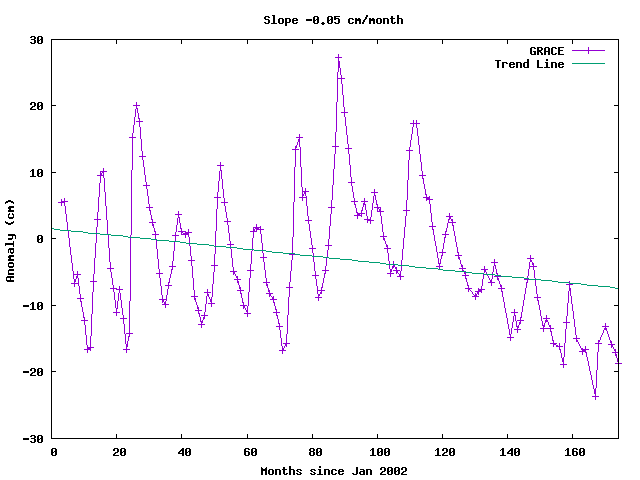 Slope -0.05 cm/month
30
20
10
0
-10
-20
-30
Anomaly (cm)
GRACE
Trend Line
0 20 40 60 80 100 120 140 160
Months since Jan 2002